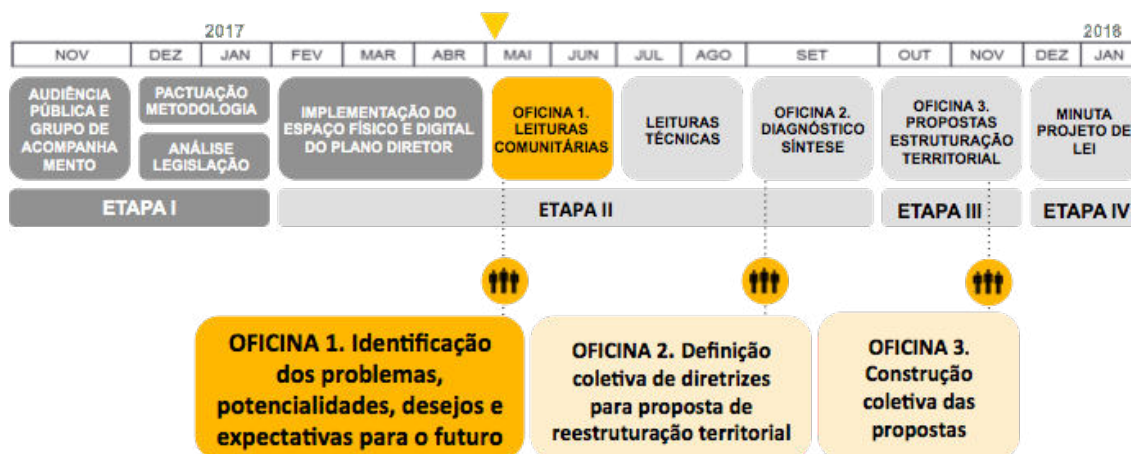 2017
2018
NOV DEZ JAN FEV MAR ABR MAI JUN JUL AGO SET OUT NOV DEZ JAN
AUDIÊNCIA
PÚBLICA E
GRUPO DE
ACOMPANHA
MENTO
PACTUAÇÃO
METODOLOGIA
ANÁLISE
LEGISLAÇÃO
IMPLEMENTAÇÃO DO
ESPAÇO FÍSICO E DIGITAL
DO PLANO DIRETOR
OFICINA 1.
LEITURAS
COMUNITÁRIAS
LEITURAS
TÉCNICAS
OFICINA 2.
DIAGNÓSTICO
SÍNTESE
OFICINA 3.
PROPOSTAS
ESTRUTURAÇÃO
TERRITORIAL
MINUTA
PROJETO DE
LEI
ETAPA I
ETAPA II
ETAPA III
ETAPA IV
OFICINA 1. Identificação
dos problemas,
potencialidades, desejos e
expectativas para o futuro
OFICINA 2. Definição
coletiva de diretrizes
para proposta de
reestruturação territorial
OFICINA 3.
Construção
coletiva das
propostas